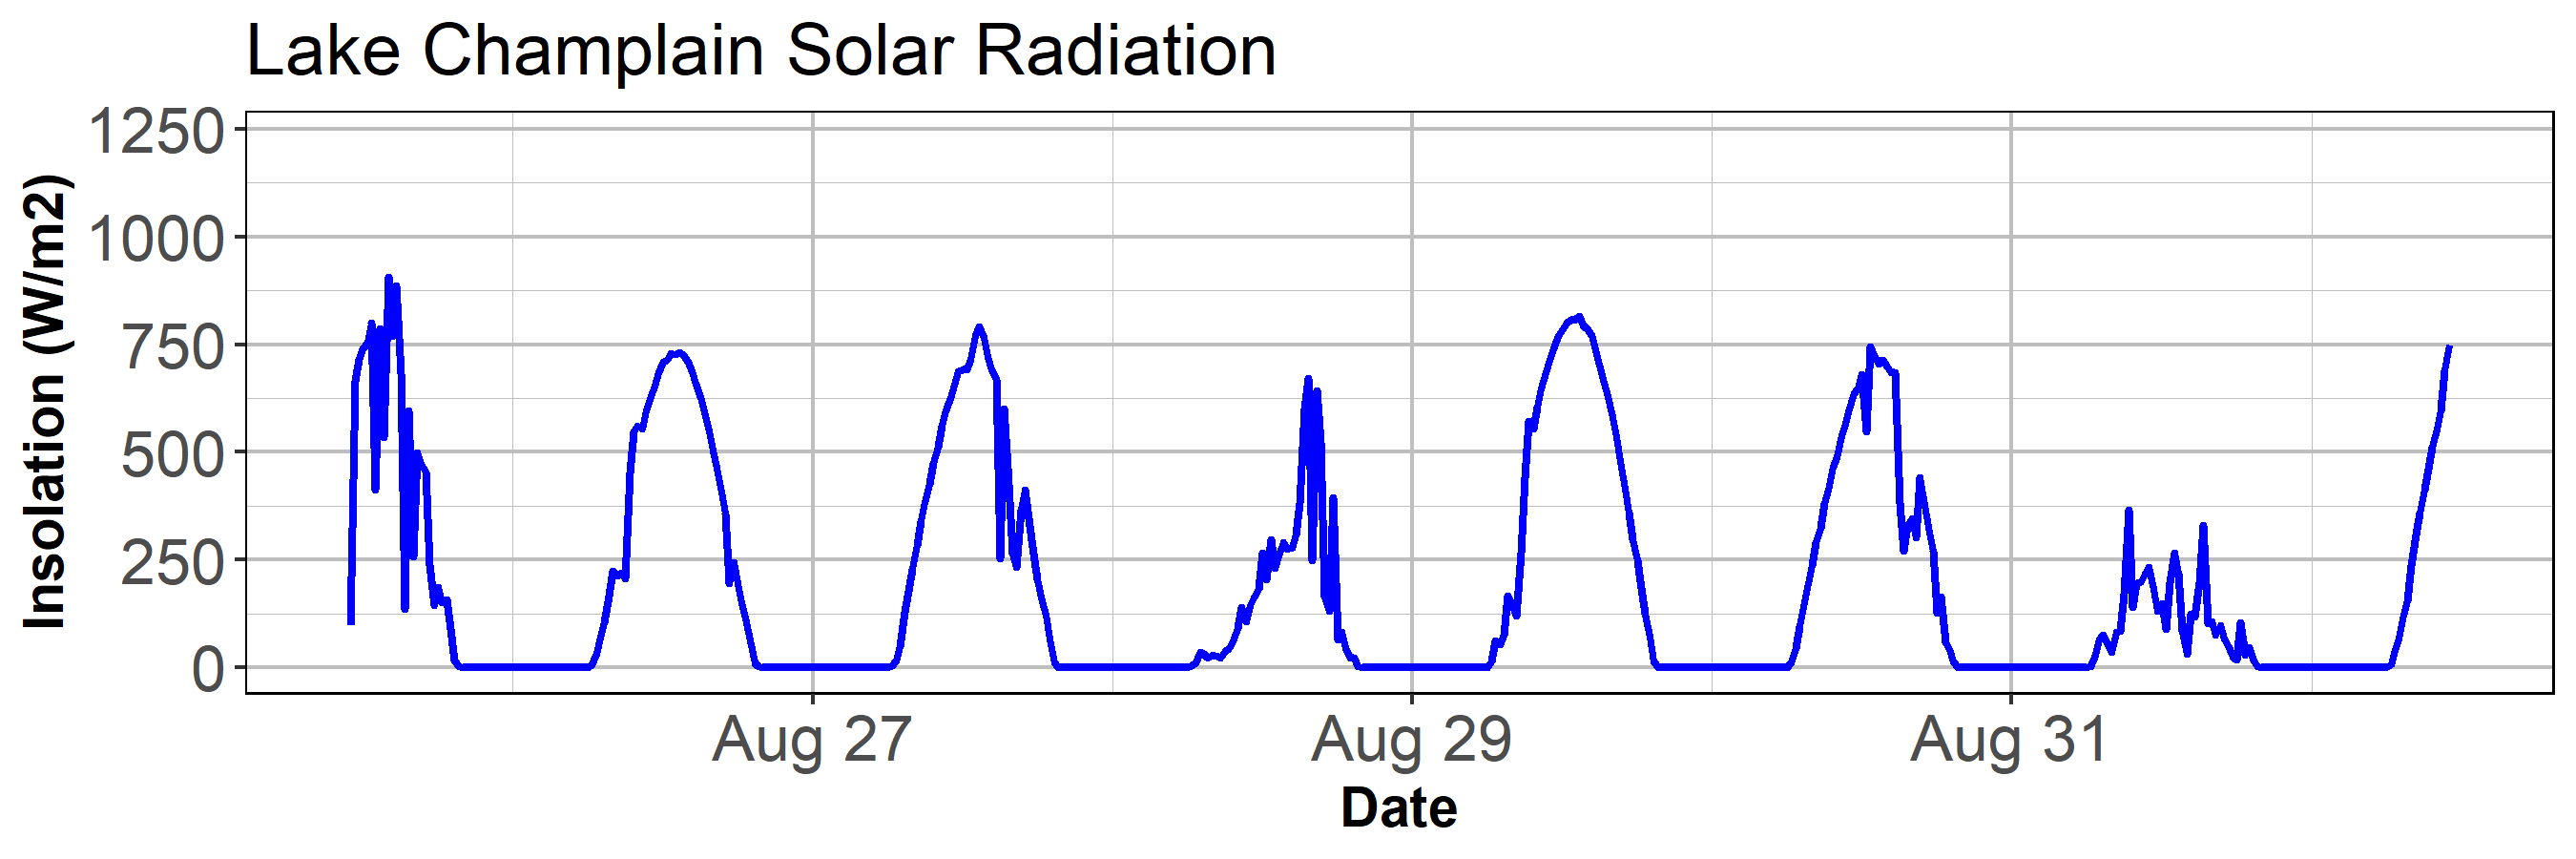 Lake Champlain Solar Radiation
1250
1000
750
500
250
0
Insolation (W/m2)
Aug 27
Aug 29
Aug 31
Date